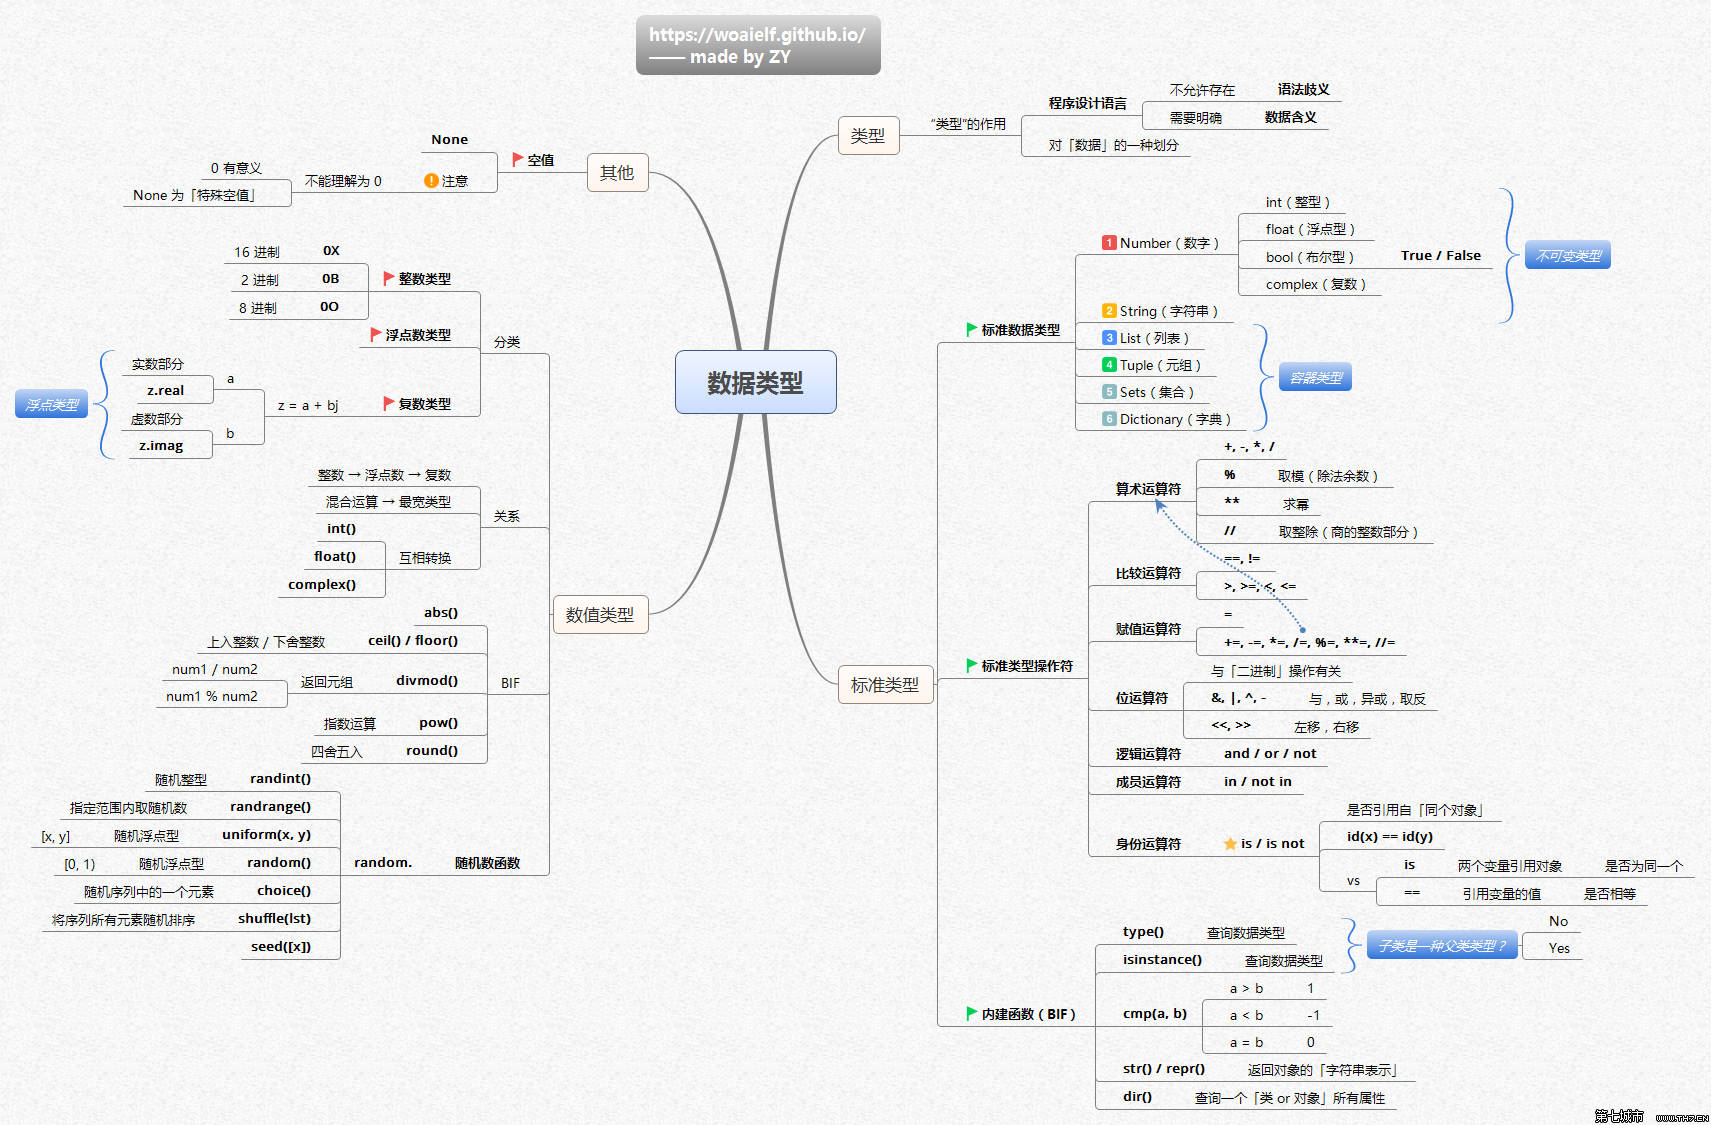 https://woaielf.github.io/
—— made by ZY
数据类型
类型
“类型”的作用
程序设计语言
不允许存在 语法歧义
需要明确 数据含义
对「数据」的一种划分
标准类型
标准数据类型
1 Number（数字）
int（整型）
float（浮点型）
bool（布尔型） True / False
complex（复数）
不可变类型
2 String（字符串）
3 List（列表）
4 Tuple（元组）
5 Sets（集合）
6 Dictionary（字典）
容器类型
标准类型操作符
算术运算符
+, -, *, /
% 取模（除法余数）
** 求幂
// 取整除（商的整数部分）
比较运算符
==, !=
>, >=, <, <=
赋值运算符
=
+=, -=, *=, /=, %=, **=, //=
位运算符
与「二进制」操作有关
&, |, ^, - 与，或，异或，取反
<<, >> 左移，右移
逻辑运算符 and / or / not
成员运算符 in / not in
身份运算符 is / is not
是否引用自「同个对象」
id(x) == id(y)
vs
is 两个变量引用对象 是否为同一个
== 引用变量的值 是否相等
内建函数（BIF）
type() 查询数据类型
isinstance() 查询数据类型
子类是一种父类类型？
No
Yes
cmp(a, b)
a > b 1
a < b -1
a = b 0
str() / repr() 返回对象的「字符串表示」
dir() 查询一个「类 or 对象」所有属性
其他
空值
None
注意
不能理解为 0
0 有意义
None 为「特殊空值」
数值类型
分类
整数类型
16 进制 0X
2 进制 0B
8 进制 0O
浮点数类型
复数类型
z = a + bj
a
实数部分
z.real
b
虚数部分
z.imag
浮点类型
关系
整数 → 浮点数 → 复数
混合运算 → 最宽类型
互相转换
int()
float()
complex()
BIF
abs()
上入整数 / 下舍整数 ceil() / floor()
返回元组 divmod()
num1 / num2
num1 % num2
指数运算 pow()
四舍五入 round()
随机数函数
random.
随机整型 randint()
指定范围内取随机数 randrange()
[x, y] 随机浮点型 uniform(x, y)
[0, 1) 随机浮点型 random()
随机序列中的一个元素 choice()
将序列所有元素随机排序 shuffle(lst)
seed([x])
第七城市 WWW.TH7.CN